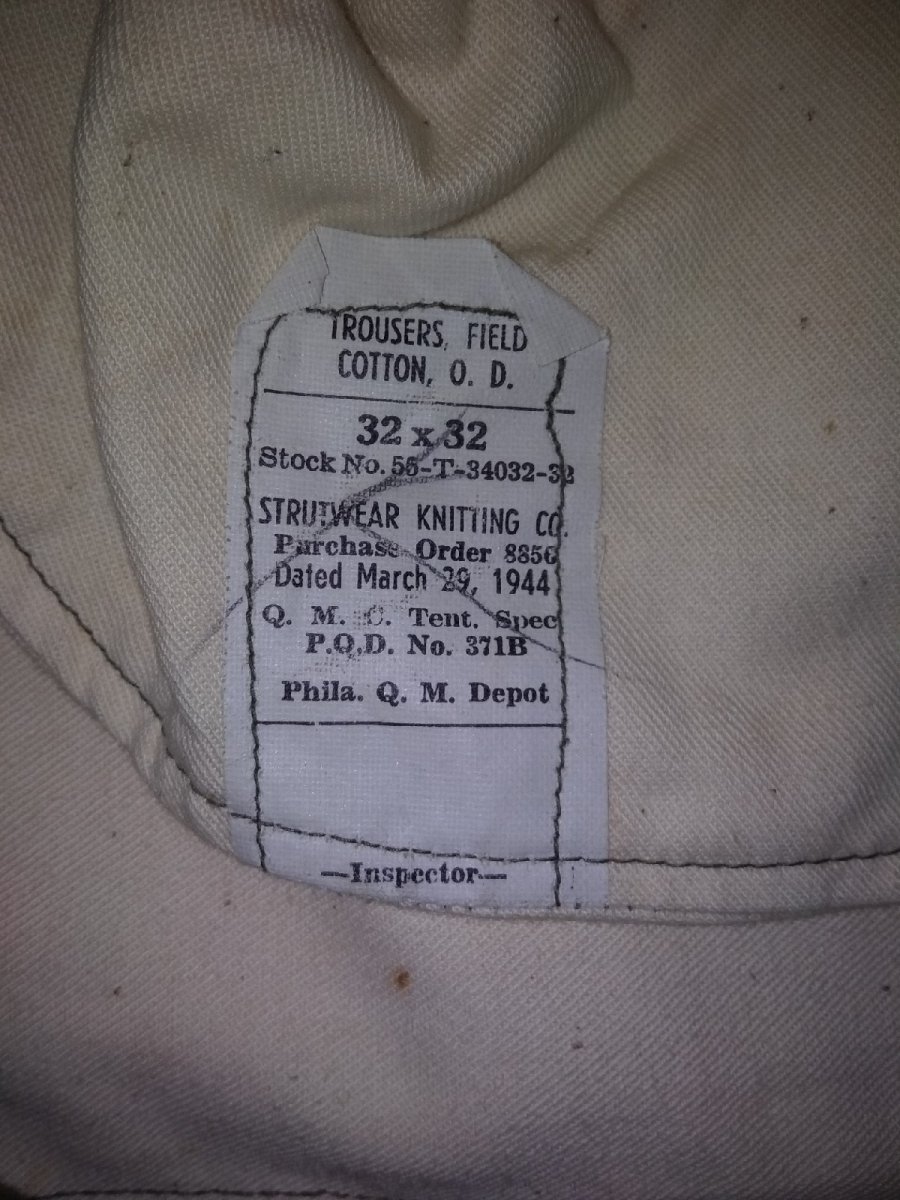 TROUSERS, FIELD
COTTON, O. D.
32 x 32
Stock No. 55-T-34032-32
STRUTWEAR KNITTING CO.
Purchase Order 8856
Dated March 29, 1944
Q. M. C. Tent. Spec
P.Q.D. No. 371B
Phila. Q. M. Depot
—Inspector—